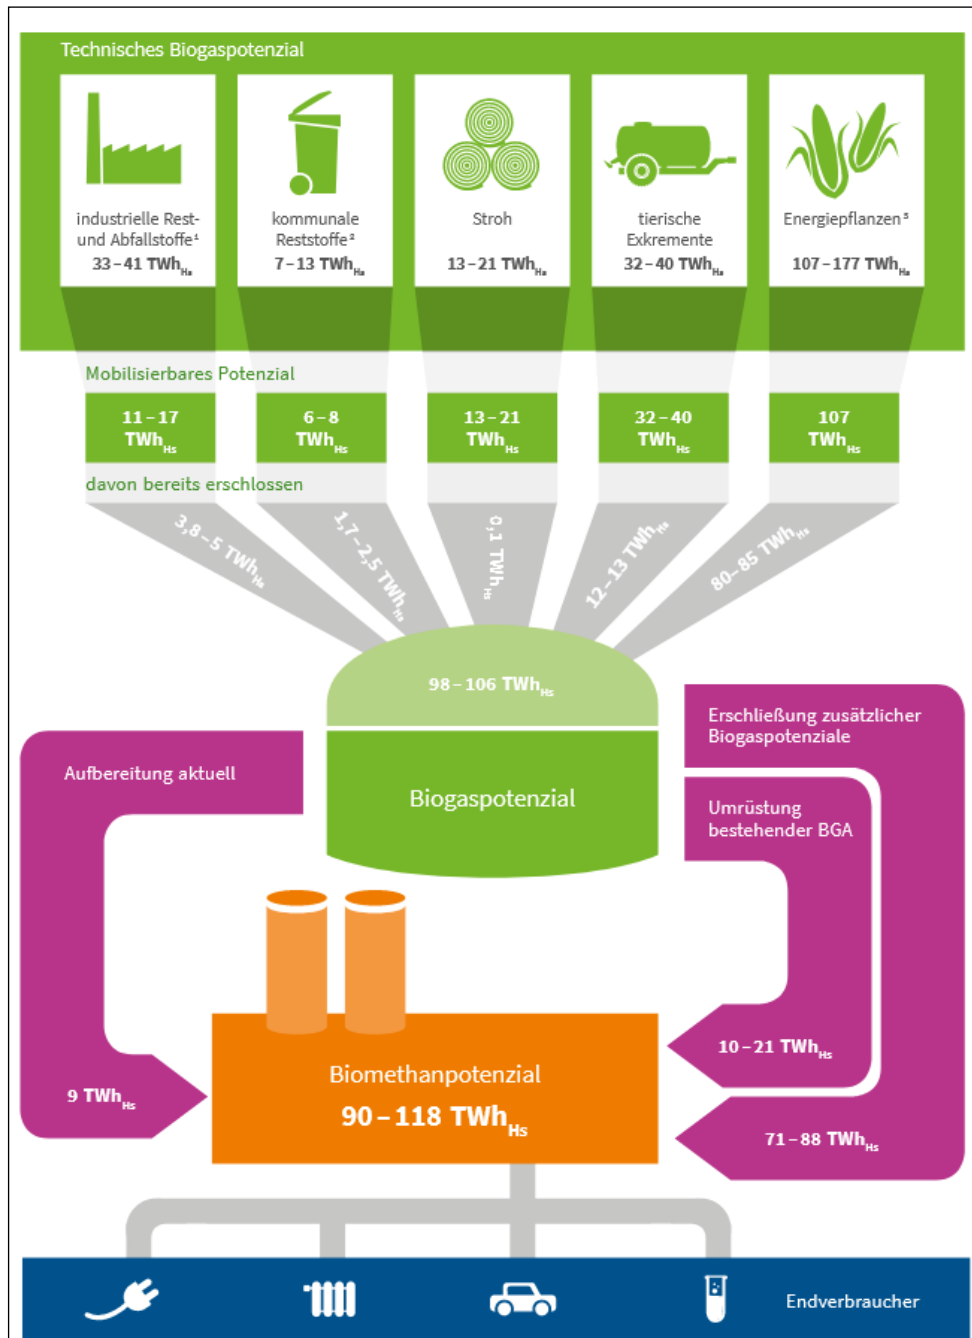 Technisches Biogaspotenzial
industrielle Rest-
und Abfallstoffe¹
33–41 TWhHs
kommunale
Reststoffe²
7–13 TWhHs
Stroh
13–21 TWhHs
tierische
Exkremente
32–40 TWhHs
Energiepflanzen³
107–177 TWhHs
Mobilisierbares Potenzial
11–17
TWhHs
6–8
TWhHs
13–21
TWhHs
32–40
TWhHs
107
TWhHs
davon bereits erschlossen
3,8–5 TWhHs
1,7–2,5 TWhHs
0,1 TWhHs
12–13 TWhHs
80–85 TWhHs
98–106 TWhHs
Biogaspotenzial
Aufbereitung aktuell
9 TWhHs
Erschließung zusätzlicher
Biogaspotenziale
Umrüstung
bestehender BGA
10–21 TWhHs
71–88 TWhHs
Biomethanpotenzial
90–118 TWhHs
Endverbraucher